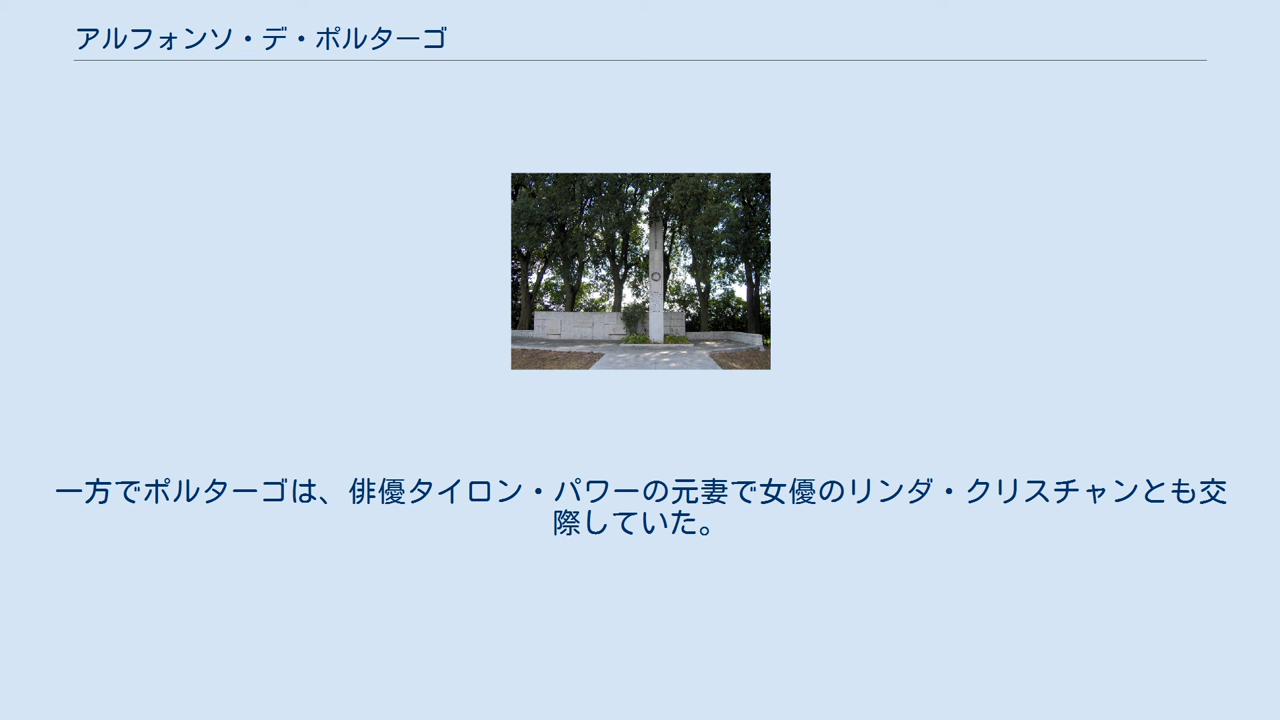 アルフォンソ・デ・ポルターゴ
一方でポルターゴは、俳優タイロン・パワーの元妻で女優のリンダ・クリスチャンとも交
際していた。